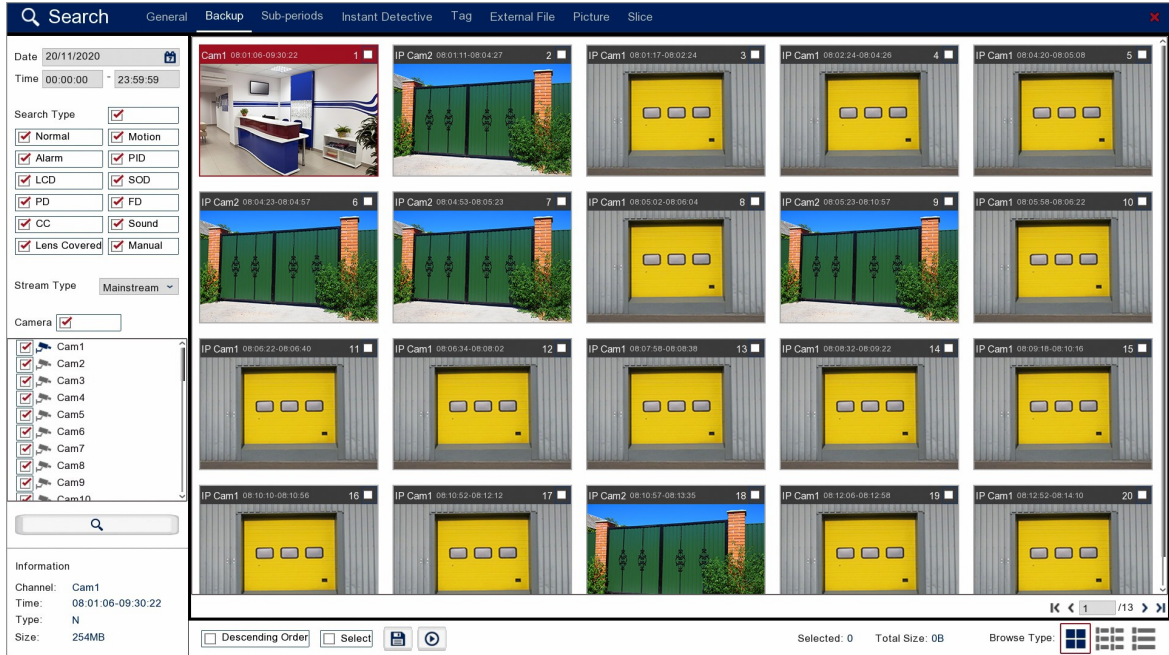 Search General Backup Sub-periods Instant Detective Tag External File Picture Slice
Date 20/11/2020
Time 00:00:00 - 23:59:59
Search Type
Normal Motion
Alarm PID
LCD SOD
PD FD
CC Sound
Lens Covered Manual
Stream Type Mainstream
Camera
Cam1
Cam2
Cam3
Cam4
Cam5
Cam6
Cam7
Cam8
Cam9
Cam10
Information
Channel: Cam1
Time: 08:01:06-09:30:22
Type: N
Size: 254MB
Cam1 08:01:06-09:30:22 1
IP Cam2 08:01:11-08:04:27 2
IP Cam1 08:01:17-08:02:24 3
IP Cam1 08:02:24-08:04:26 4
IP Cam1 08:04:20-08:05:08 5
IP Cam2 08:04:23-08:04:57 6
IP Cam2 08:04:53-08:05:23 7
IP Cam1 08:05:02-08:06:04 8
IP Cam2 08:05:23-08:10:57 9
IP Cam1 08:05:58-08:06:22 10
IP Cam1 08:06:22-08:06:40 11
IP Cam1 08:06:34-08:08:02 12
IP Cam1 08:07:58-08:08:38 13
IP Cam1 08:08:32-08:09:22 14
IP Cam1 08:09:18-08:10:16 15
IP Cam1 08:10:10-08:10:56 16
IP Cam1 08:10:52-08:12:12 17
IP Cam2 08:10:57-08:13:35 18
IP Cam1 08:12:06-08:12:58 19
IP Cam1 08:12:52-08:14:10 20
1 /13
Descending Order Select Selected: 0 Total Size: 0B Browse Type: